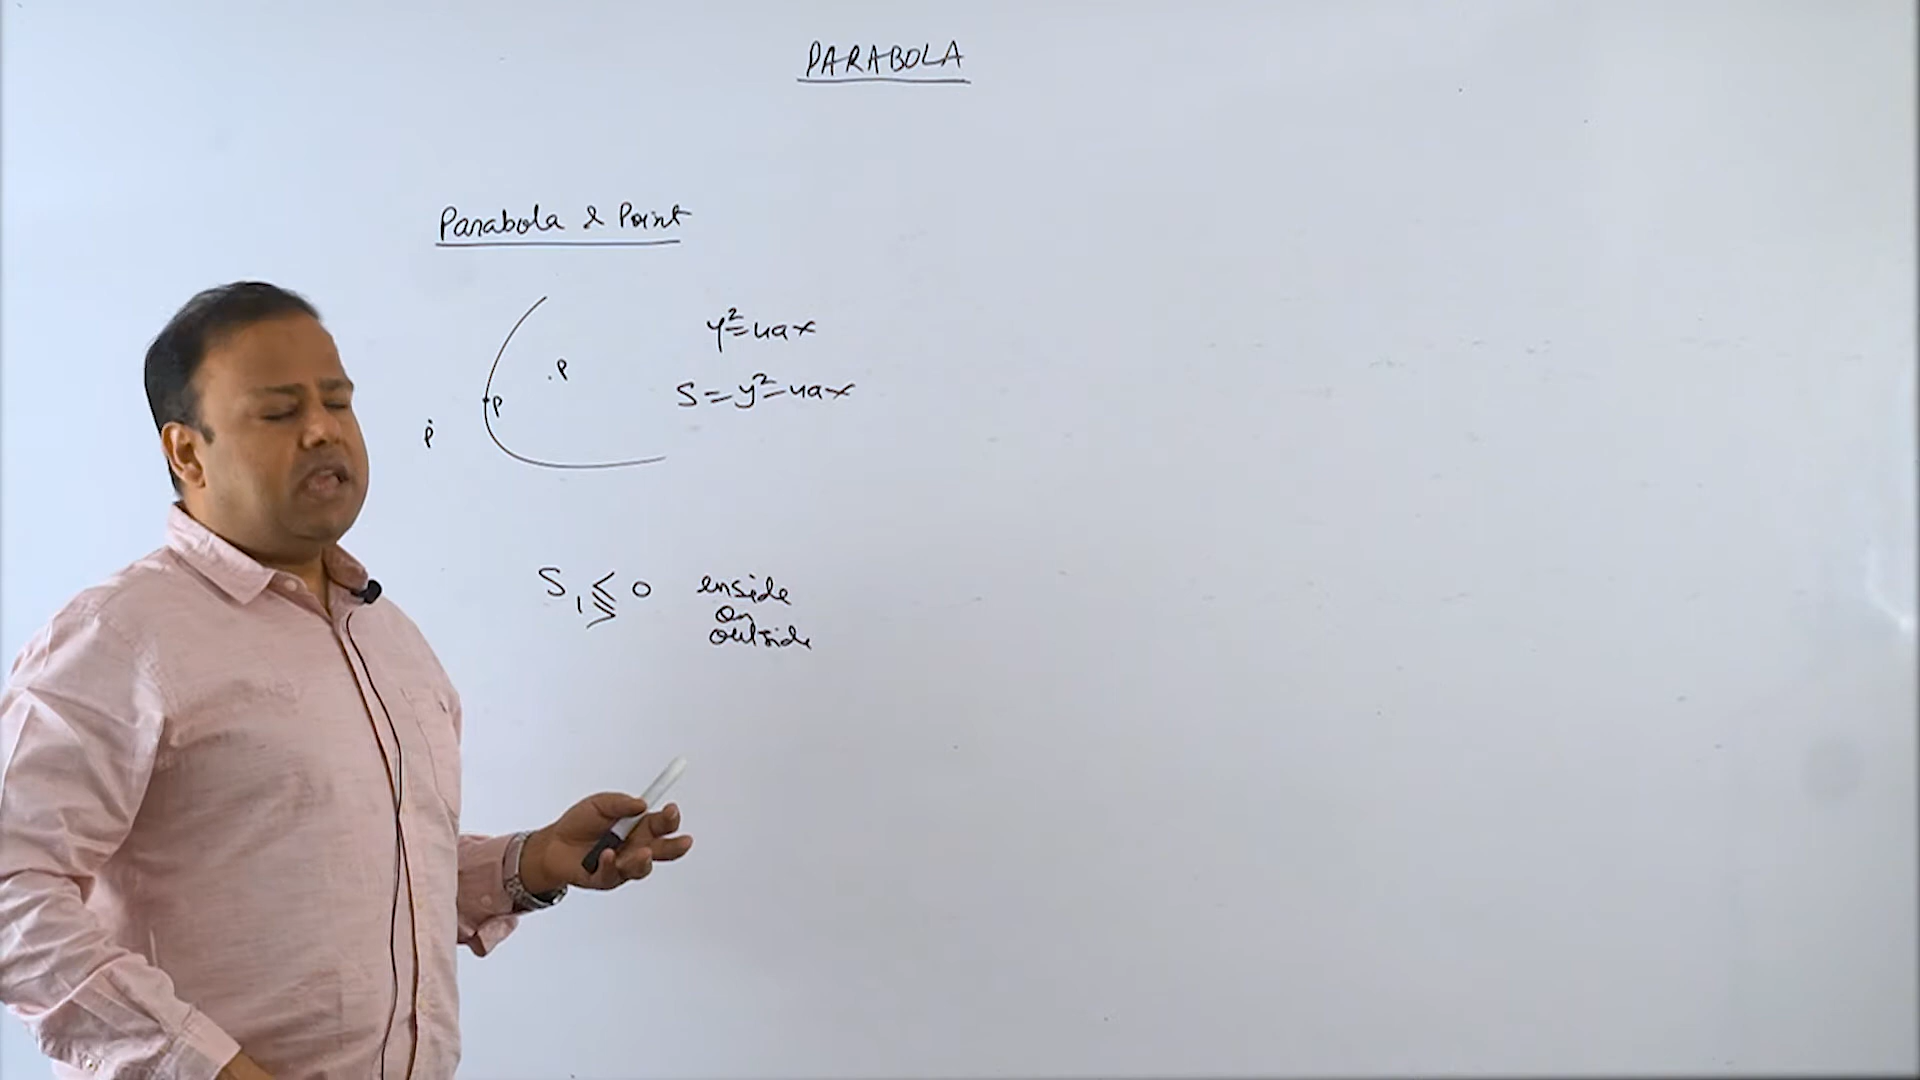 PARABOLA
Parabola & Point
y²=4ax
.P
S=y²-4ax
P
P
S₁ ⪋ 0 inside
on
outside